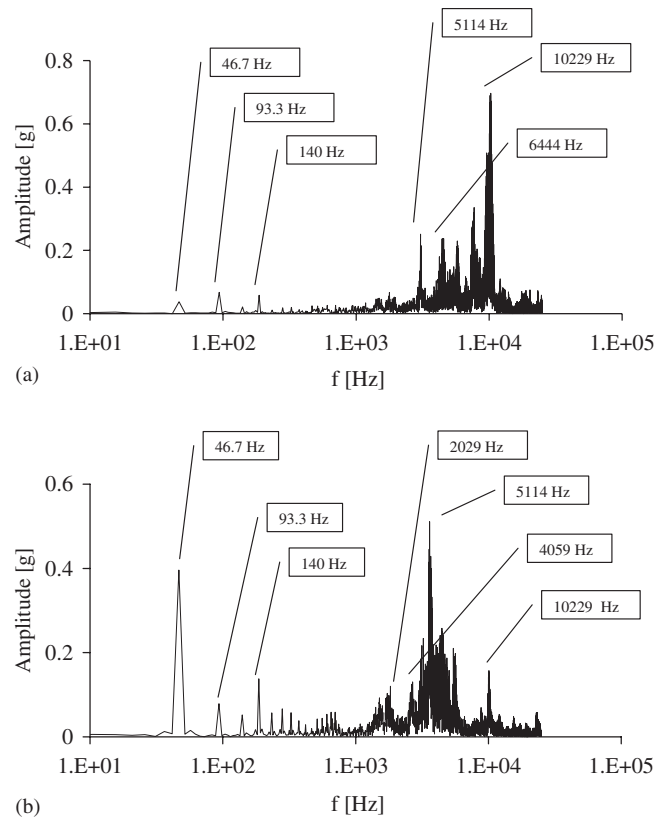 5114 Hz
46.7 Hz
10229 Hz
93.3 Hz
140 Hz
6444 Hz
Amplitude [g]
0.8
0.6
0.4
0.2
0
1.E+01 1.E+02 1.E+03 1.E+04 1.E+05
f [Hz]
(a)
46.7 Hz
2029 Hz
5114 Hz
93.3 Hz
4059 Hz
140 Hz
10229 Hz
Amplitude [g]
0.6
0.4
0.2
0
1.E+01 1.E+02 1.E+03 1.E+04 1.E+05
f [Hz]
(b)